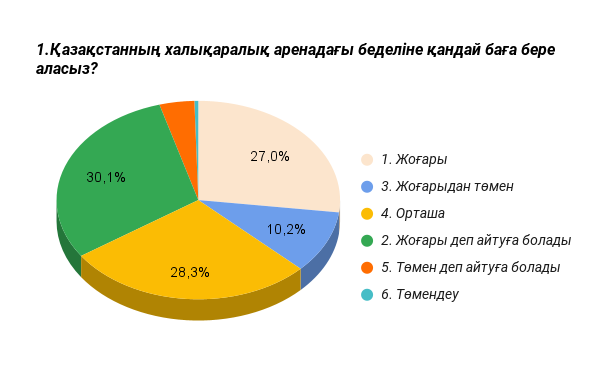 1.Қазақстанның халықаралық аренадағы беделіне қандай баға бере
аласыз?
27,0%
30,1%
10,2%
28,3%
1. Жоғары
3. Жоғарыдан төмен
4. Орташа
2. Жоғары деп айтуға болады
5. Төмен деп айтуға болады
6. Төмендеу